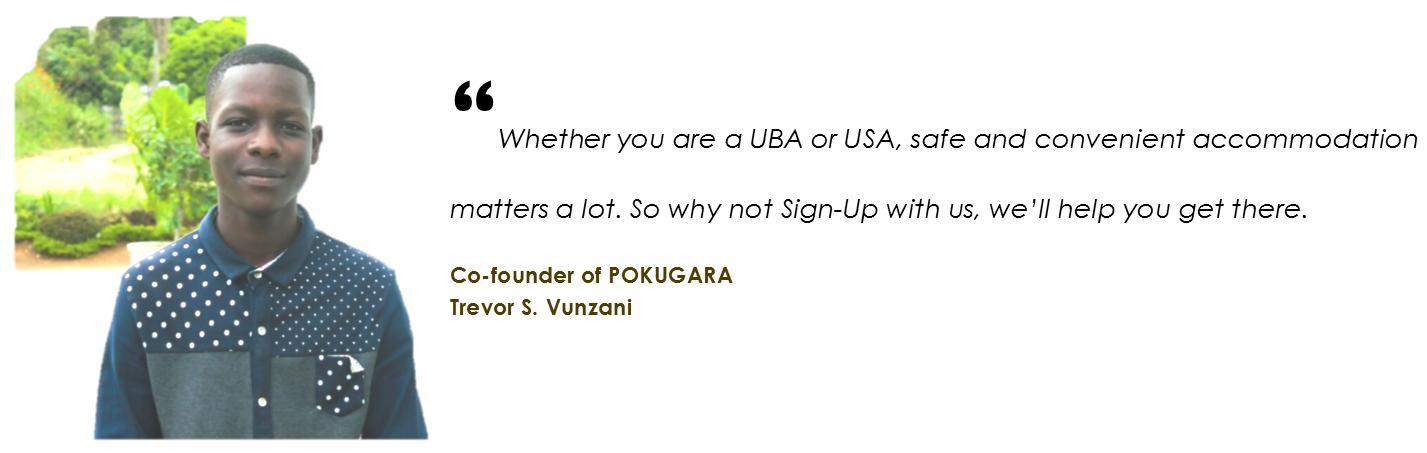 “
Whether you are a UBA or USA, safe and convenient accommodation
matters a lot. So why not Sign-Up with us, we’ll help you get there.
Co-founder of POKUGARA
Trevor S. Vunzani